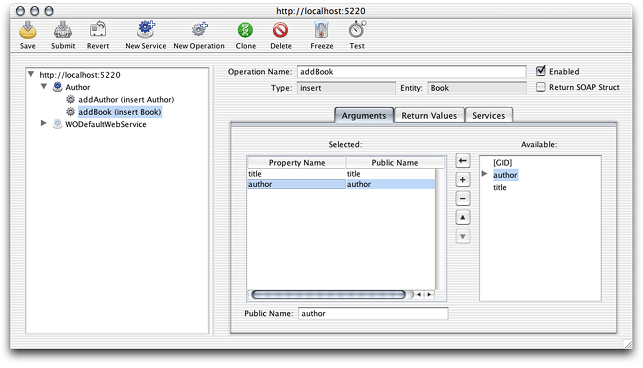 http://localhost:5220
Save Submit Revert New Service New Operation Clone Delete Freeze Test
http://localhost:5220
Author
addAuthor (insert Author)
addBook (insert Book)
WODefaultWebService
Operation Name: addBook Enabled
Type: insert Entity: Book Return SOAP Struct
Arguments Return Values Services
Selected: Available:
Property Name Public Name
title title
author author
[GID]
author
title
Public Name: author